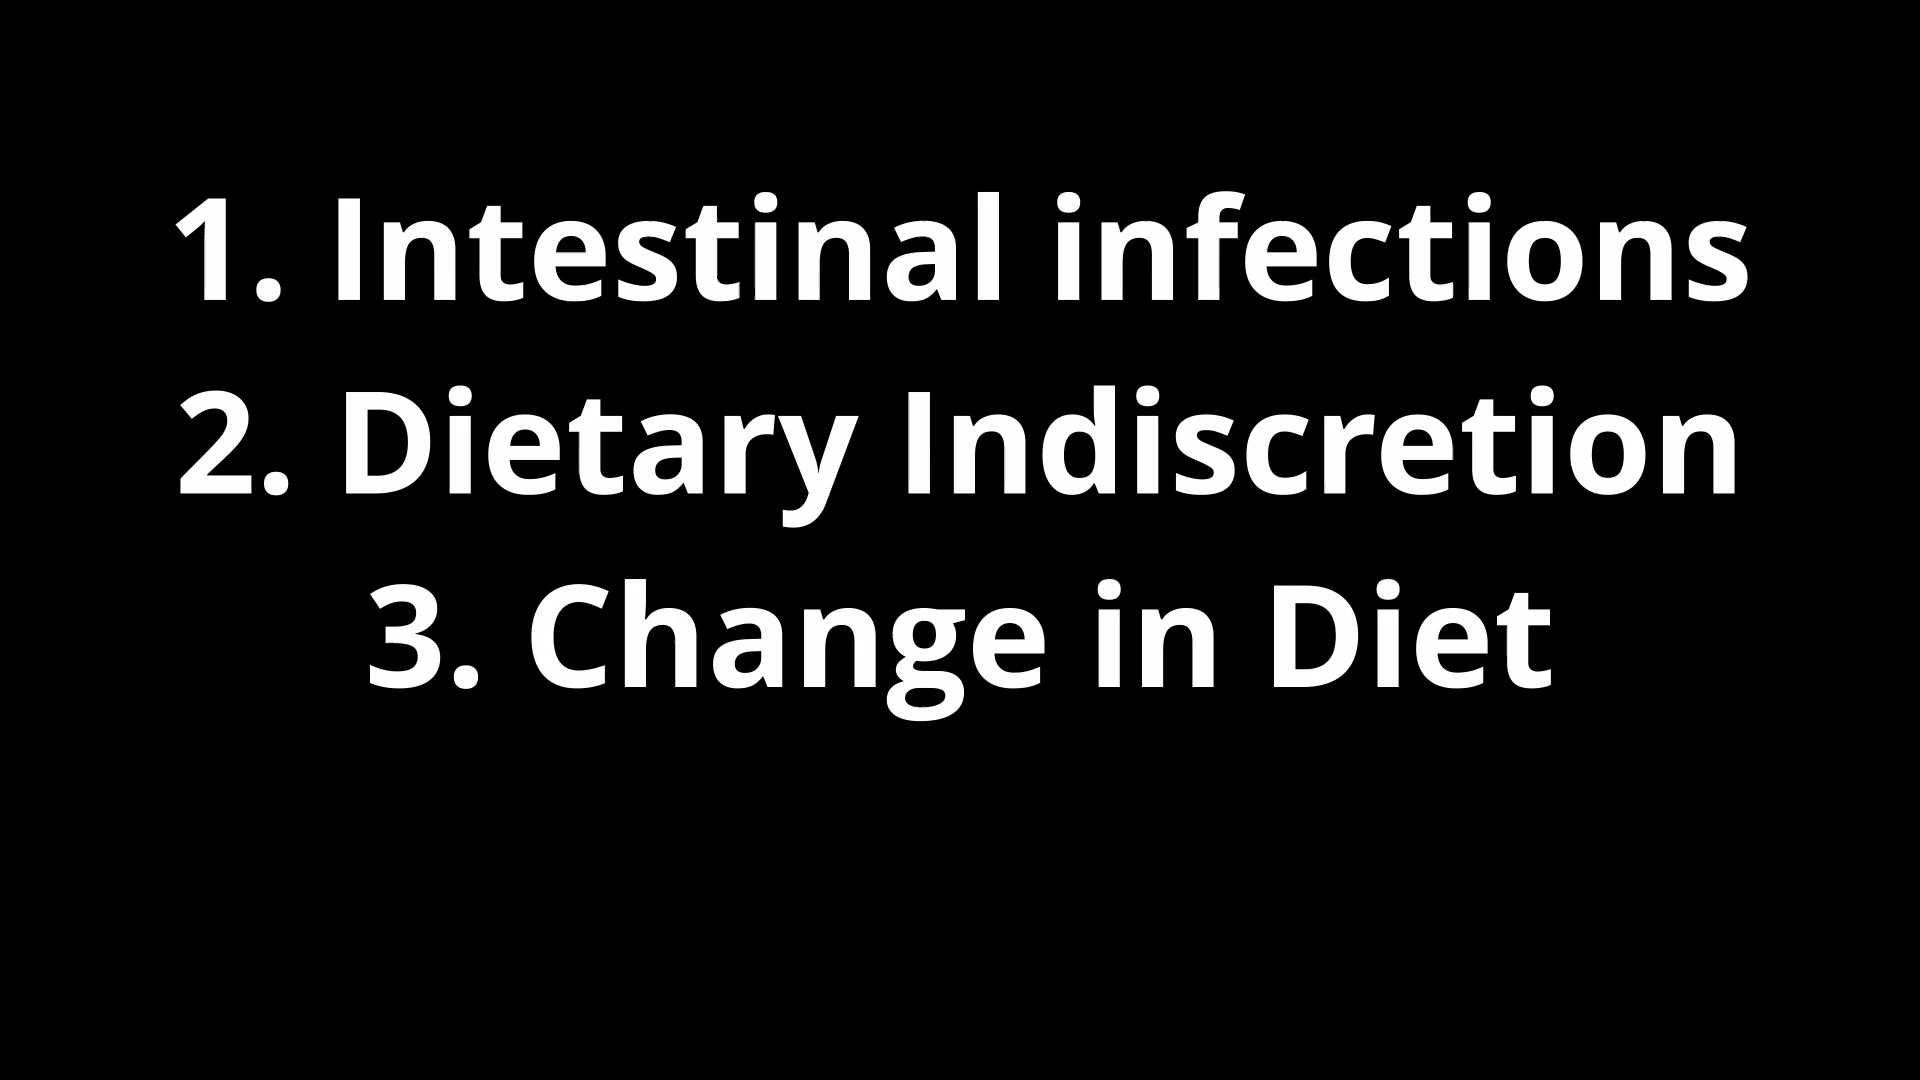 1. Intestinal infections
2. Dietary Indiscretion
3. Change in Diet